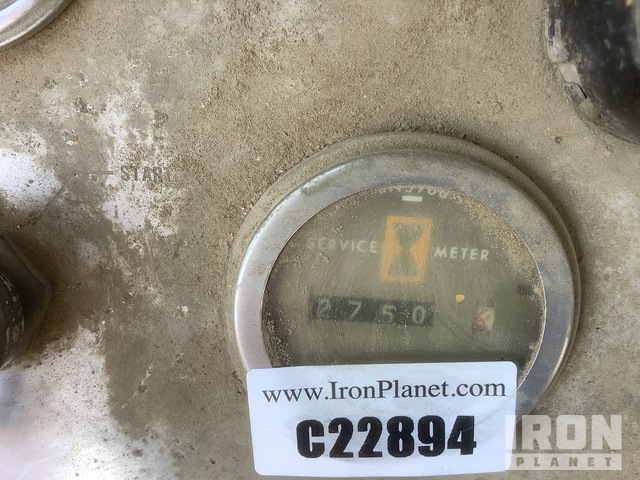 START
SERVICE METER
2750
www.IronPlanet.com
C22894
IRON
PLANET